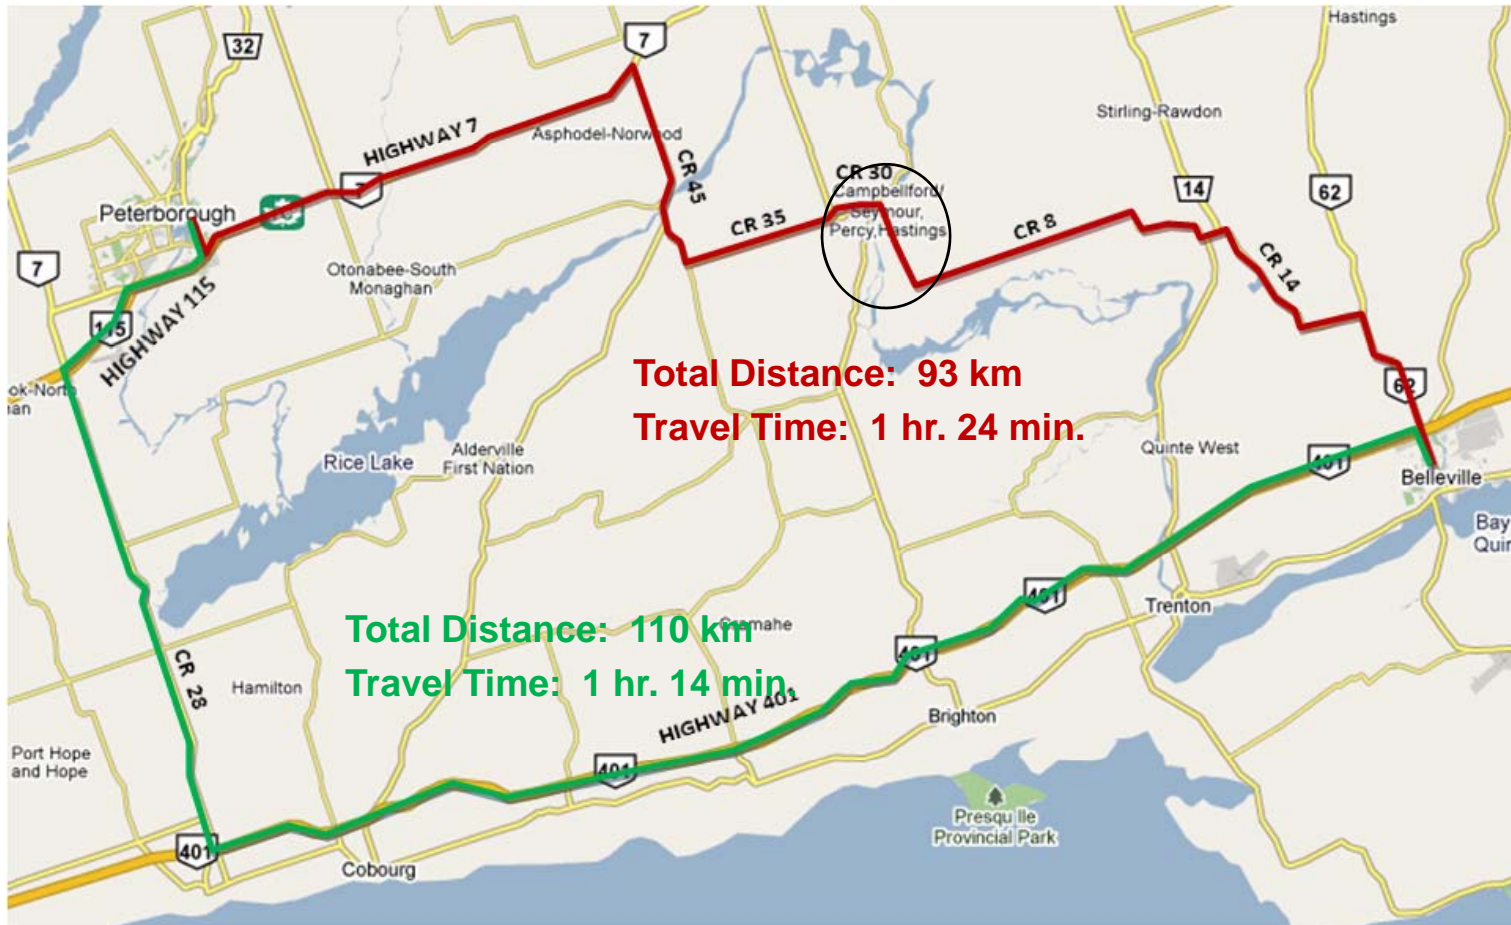 Hastings
7
32
Stirling-Rawdon
HIGHWAY 7
Asphodel-Norwood
CR 45
CR 30
Campbellford/
Seymour,
Percy,Hastings
14
62
7
Peterborough
CR 35
CR 8
7
Otonabee-South
Monaghan
CR 14
115
HIGHWAY 115
Total Distance: 93 km
Travel Time: 1 hr. 24 min.
62
Rice Lake
Alderville
First Nation
Quinte West
401
Belleville
Bay
Quin
401
Trenton
Total Distance: 110 km
Travel Time: 1 hr. 14 min.
Cramahe
401
CR 28
Hamilton
HIGHWAY 401
Brighton
Port Hope
and Hope
401
Presqu Ile
Provincial Park
401
Cobourg